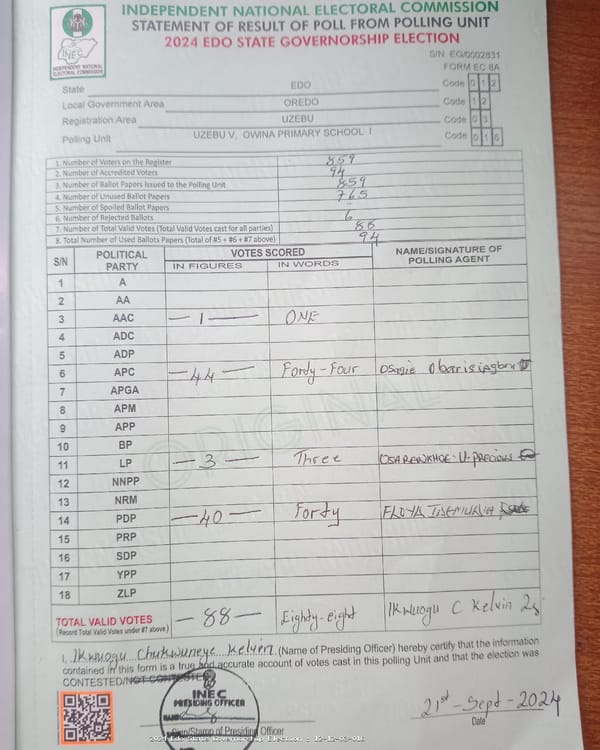 INDEPENDENT NATIONAL ELECTORAL COMMISSION
STATEMENT OF RESULT OF POLL FROM POLLING UNIT
2024 EDO STATE GOVERNORSHIP ELECTION
INEC
INDEPENDENT NATIONAL ELECTORAL COMMISSION
S/N: EG/0002831
FORM EC 8A
State EDO Code 0 1 2
Local Government Area OREDO Code 1 2
Registration Area UZEBU Code 0 3
Polling Unit UZEBU V, OWINA PRIMARY SCHOOL I Code 0 1 6
1. Number of Voters on the Register 859
2. Number of Accredited Voters 94
3. Number of Ballot Papers Issued to the Polling Unit 859
4. Number of Unused Ballot Papers 765
5. Number of Spoiled Ballot Papers -
6. Number of Rejected Ballots 6
7. Number of Total Valid Votes (Total Valid Votes cast for all parties) 88
8. Total Number of Used Ballots Papers (Total of #5 + #6 + #7 above) 94
S/N POLITICAL PARTY VOTES SCORED NAME/SIGNATURE OF POLLING AGENT
IN FIGURES IN WORDS
1 A
2 AA
3 AAC -1- ONE
4 ADC
5 ADP
6 APC -44- Fordy-Four Osazie
7 APGA
8 APM
9 APP
10 BP
11 LP -3- Three OSARENKHOE. U. PRECIOUS
12 NNPP
13 NRM
14 PDP -40- Fordy
15 PRP
16 SDP
17 YPP
18 ZLP
ORIGINAL
TOTAL VALID VOTES -88- Eighty-eight Ikwuogu C Kelvin
(Record Total Valid Votes under #7 above)
I, Ikwuogu Chukwuneye Kelvin (Name of Presiding Officer) hereby certify that the information
contained in this form is a true and accurate account of votes cast in this polling Unit and that the election was
CONTESTED/NOT CONTESTED
INEC
PRESIDING OFFICER
Sign/Stamp of Presiding Officer
21st-Sept-2024
Date
2024 Edo State Governorship Election : 12-12-03-016